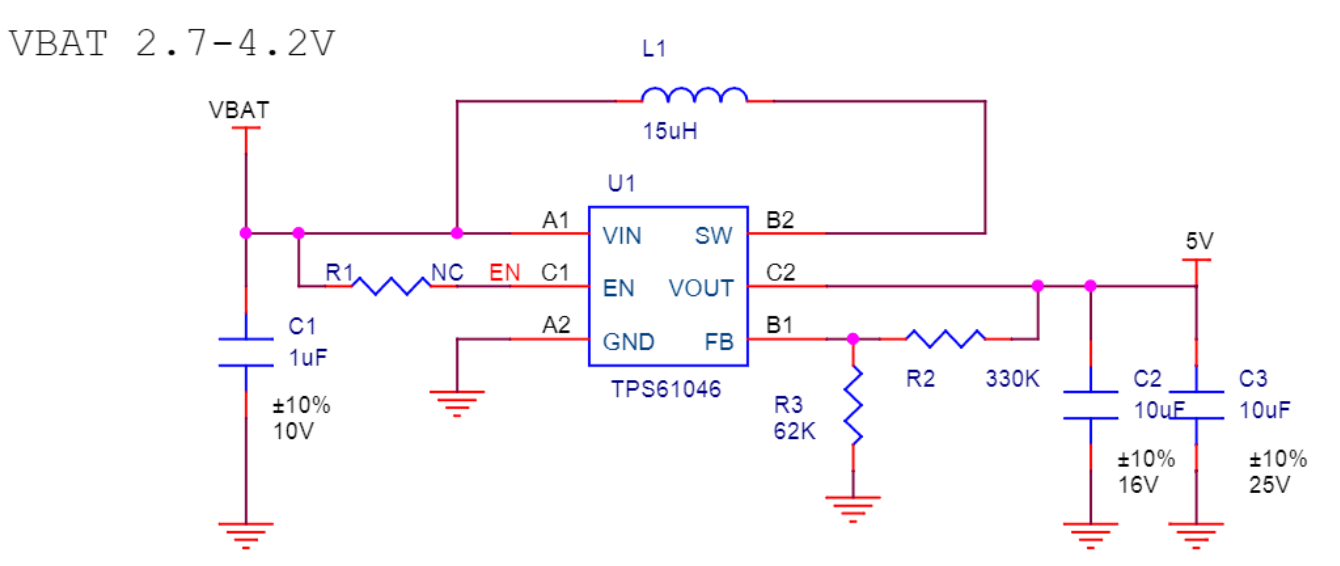 VBAT 2.7-4.2V
L1
VBAT
15uH
U1
A1
VIN
SW
B2
5V
R1
NC
EN
C1
EN
VOUT
C2
A2
GND
FB
B1
C1
1uF
TPS61046
R2
330K
C2
10uF
C3
10uF
±10%
10V
R3
62K
±10%
16V
±10%
25V